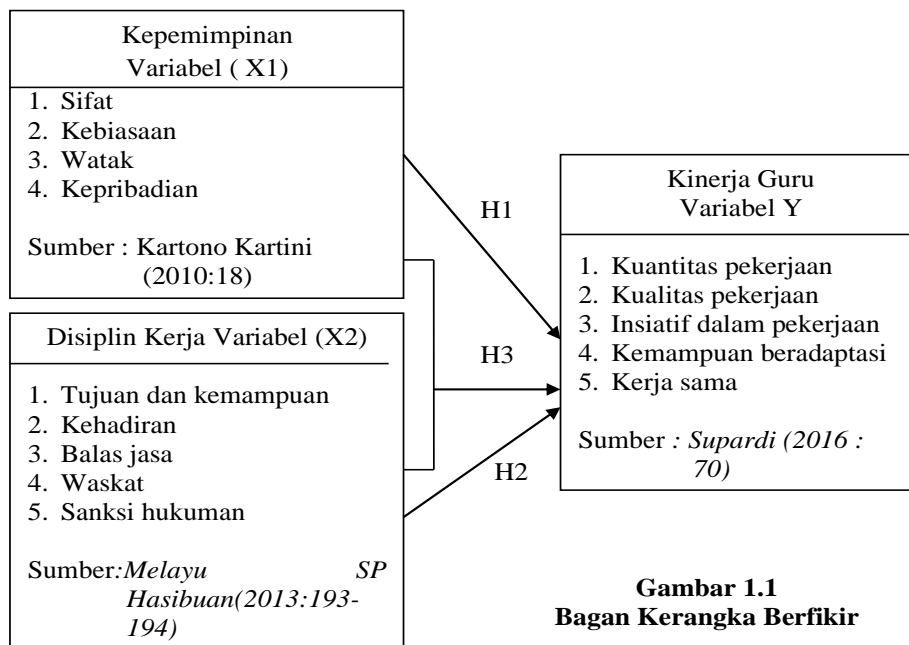 Kepemimpinan
Variabel ( X1)
1. Sifat
2. Kebiasaan
3. Watak
4. Kepribadian
Sumber : Kartono Kartini
(2010:18)
Disiplin Kerja Variabel (X2)
1. Tujuan dan kemampuan
2. Kehadiran
3. Balas jasa
4. Waskat
5. Sanksi hukuman
Sumber:Melayu SP
Hasibuan(2013:193-
194)
H1
H3
H2
Kinerja Guru
Variabel Y
1. Kuantitas pekerjaan
2. Kualitas pekerjaan
3. Insiatif dalam pekerjaan
4. Kemampuan beradaptasi
5. Kerja sama
Sumber : Supardi (2016 :
70)
Gambar 1.1
Bagan Kerangka Berfikir